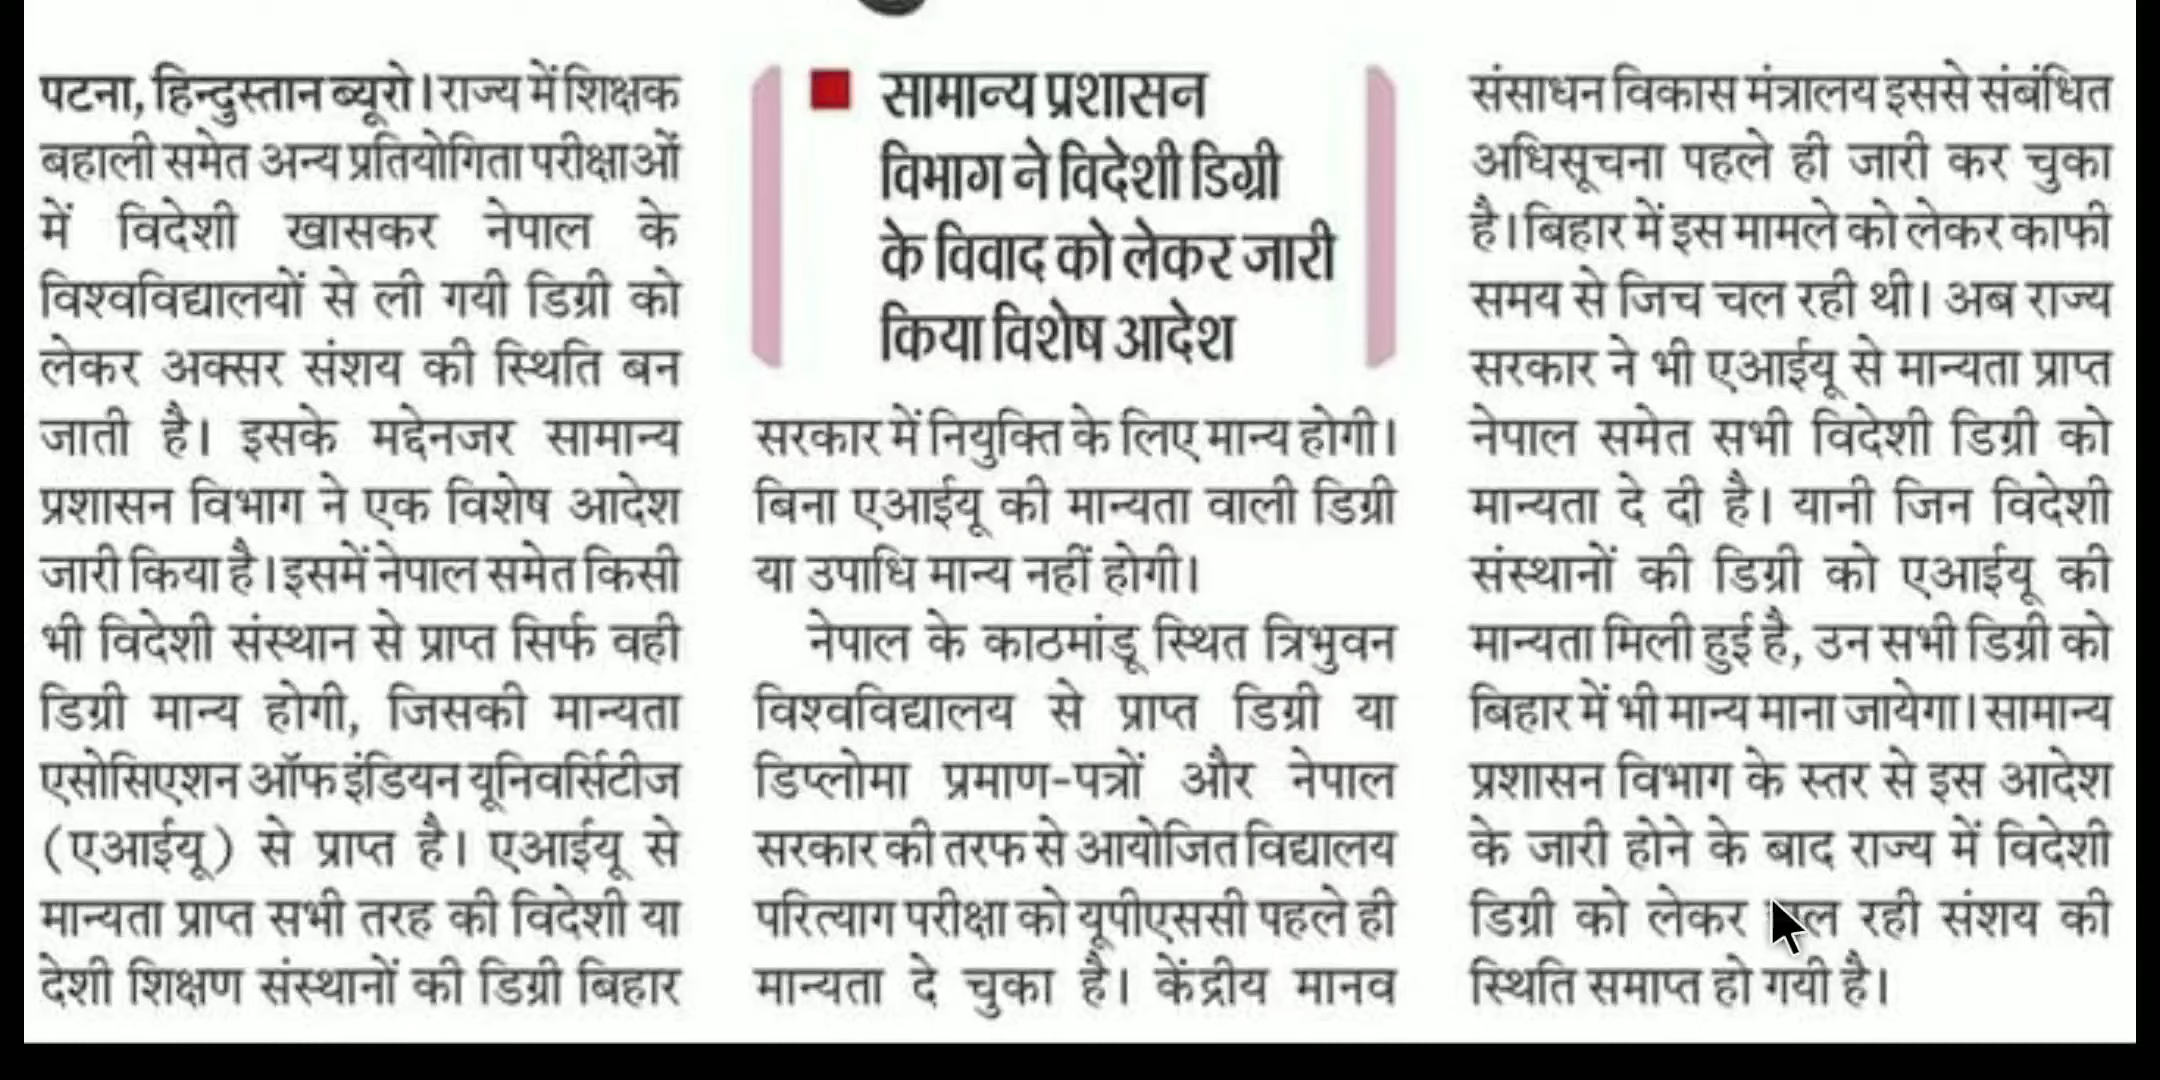 पटना, हिन्दुस्तान ब्यूरो। राज्य में शिक्षक
बहाली समेत अन्य प्रतियोगिता परीक्षाओं
में विदेशी खासकर नेपाल के
विश्वविद्यालयों से ली गयी डिग्री को
लेकर अक्सर संशय की स्थिति बन
जाती है। इसके मद्देनजर सामान्य
प्रशासन विभाग ने एक विशेष आदेश
जारी किया है। इसमें नेपाल समेत किसी
भी विदेशी संस्थान से प्राप्त सिर्फ वही
डिग्री मान्य होगी, जिसकी मान्यता
एसोसिएशन ऑफ इंडियन यूनिवर्सिटीज
(एआईयू) से प्राप्त है। एआईयू से
मान्यता प्राप्त सभी तरह की विदेशी या
देशी शिक्षण संस्थानों की डिग्री बिहार
सामान्य प्रशासन
विभाग ने विदेशी डिग्री
के विवाद को लेकर जारी
किया विशेष आदेश
सरकार में नियुक्ति के लिए मान्य होगी।
बिना एआईयू की मान्यता वाली डिग्री
या उपाधि मान्य नहीं होगी।
नेपाल के काठमांडू स्थित त्रिभुवन
विश्वविद्यालय से प्राप्त डिग्री या
डिप्लोमा प्रमाण-पत्रों और नेपाल
सरकार की तरफ से आयोजित विद्यालय
परित्याग परीक्षा को यूपीएससी पहले ही
मान्यता दे चुका है। केंद्रीय मानव
संसाधन विकास मंत्रालय इससे संबंधित
अधिसूचना पहले ही जारी कर चुका
है। बिहार में इस मामले को लेकर काफी
समय से जिच चल रही थी। अब राज्य
सरकार ने भी एआईयू से मान्यता प्राप्त
नेपाल समेत सभी विदेशी डिग्री को
मान्यता दे दी है। यानी जिन विदेशी
संस्थानों की डिग्री को एआईयू की
मान्यता मिली हुई है, उन सभी डिग्री को
बिहार में भी मान्य माना जायेगा। सामान्य
प्रशासन विभाग के स्तर से इस आदेश
के जारी होने के बाद राज्य में विदेशी
डिग्री को लेकर चल रही संशय की
स्थिति समाप्त हो गयी है।